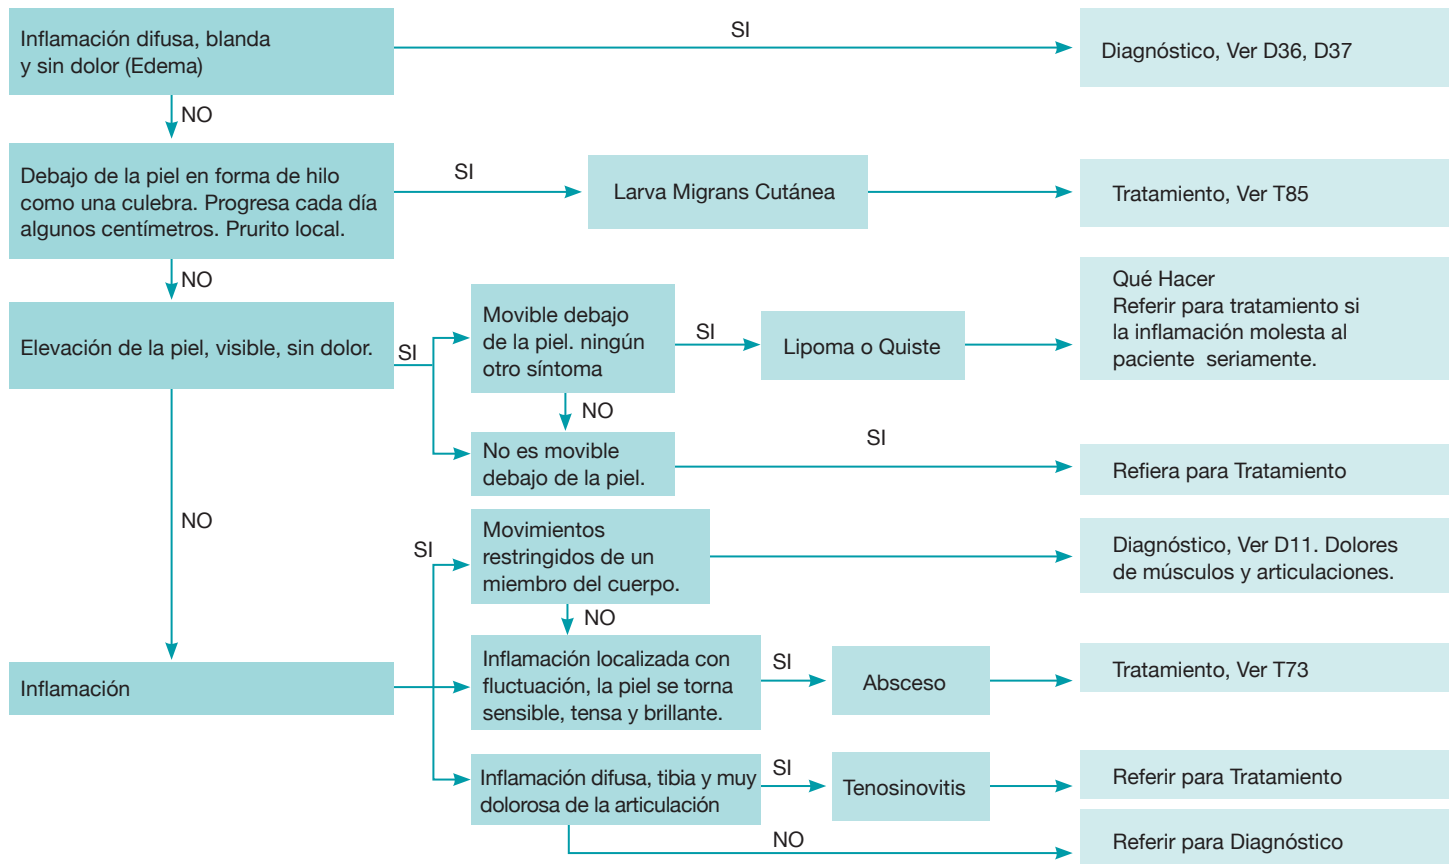 Inflamación difusa, blanda
y sin dolor (Edema)
SI
Diagnóstico, Ver D36, D37
NO
Debajo de la piel en forma de hilo
como una culebra. Progresa cada día
algunos centímetros. Prurito local.
SI
Larva Migrans Cutánea
Tratamiento, Ver T85
NO
Elevación de la piel, visible, sin dolor.
SI
Movible debajo
de la piel. ningún
otro síntoma
SI
Lipoma o Quiste
Qué Hacer
Referir para tratamiento si
la inflamación molesta al
paciente seriamente.
NO
No es movible
debajo de la piel.
SI
Refiera para Tratamiento
NO
Inflamación
SI
Movimientos
restringidos de un
miembro del cuerpo.
Diagnóstico, Ver D11. Dolores
de músculos y articulaciones.
NO
Inflamación localizada con
fluctuación, la piel se torna
sensible, tensa y brillante.
SI
Absceso
Tratamiento, Ver T73
Inflamación difusa, tibia y muy
dolorosa de la articulación
SI
Tenosinovitis
Referir para Tratamiento
NO
Referir para Diagnóstico